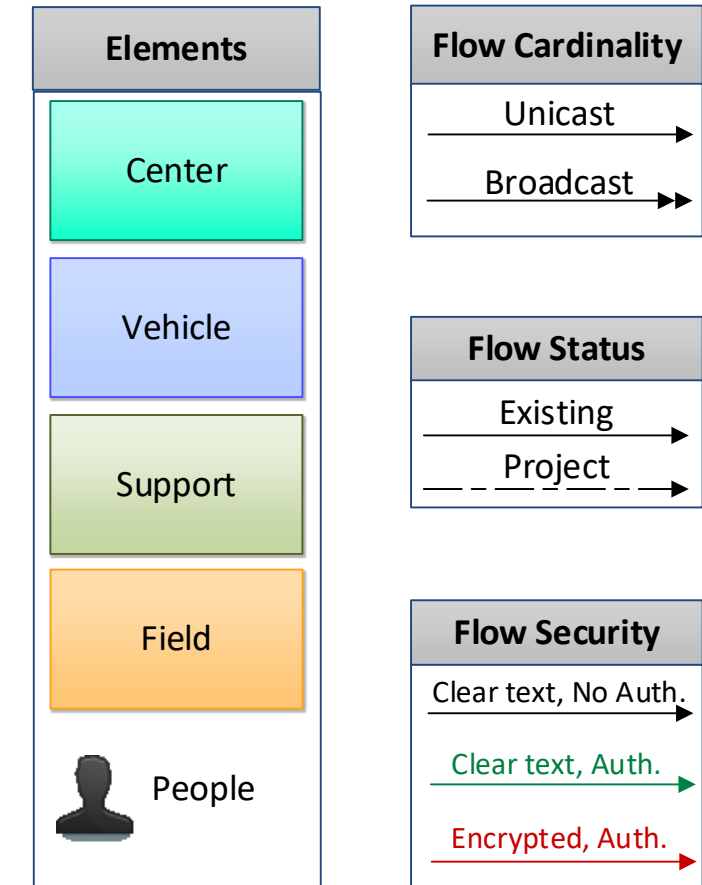 Elements
Center
Vehicle
Support
Field
People
Flow Cardinality
Unicast
Broadcast
Flow Status
Existing
Project
Flow Security
Clear text, No Auth.
Clear text, Auth.
Encrypted, Auth.